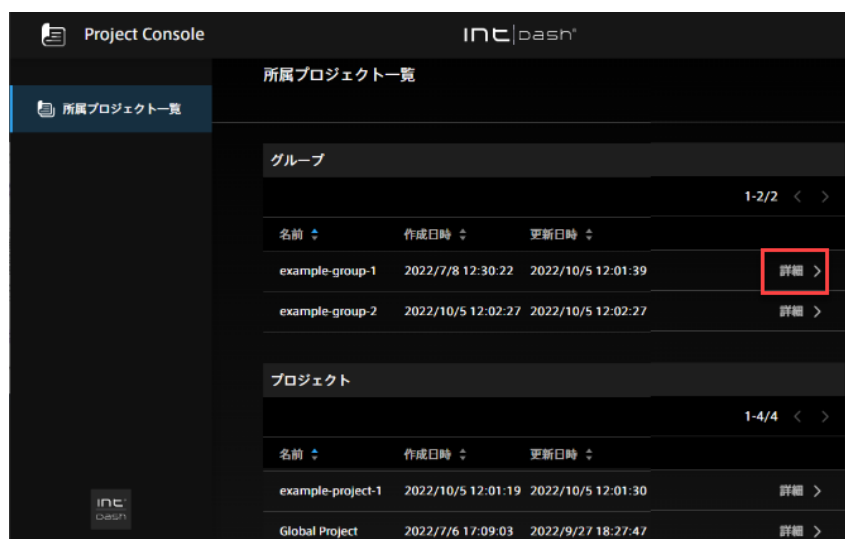 Project Console
intdash
所属プロジェクト一覧
所属プロジェクト一覧
グループ
1-2/2
名前 作成日時 更新日時
example-group-1 2022/7/8 12:30:22 2022/10/5 12:01:39 詳細
example-group-2 2022/10/5 12:02:27 2022/10/5 12:02:27 詳細
プロジェクト
1-4/4
名前 作成日時 更新日時
example-project-1 2022/10/5 12:01:19 2022/10/5 12:01:30 詳細
Global Project 2022/7/6 17:09:03 2022/9/27 18:27:47 詳細
int
dash